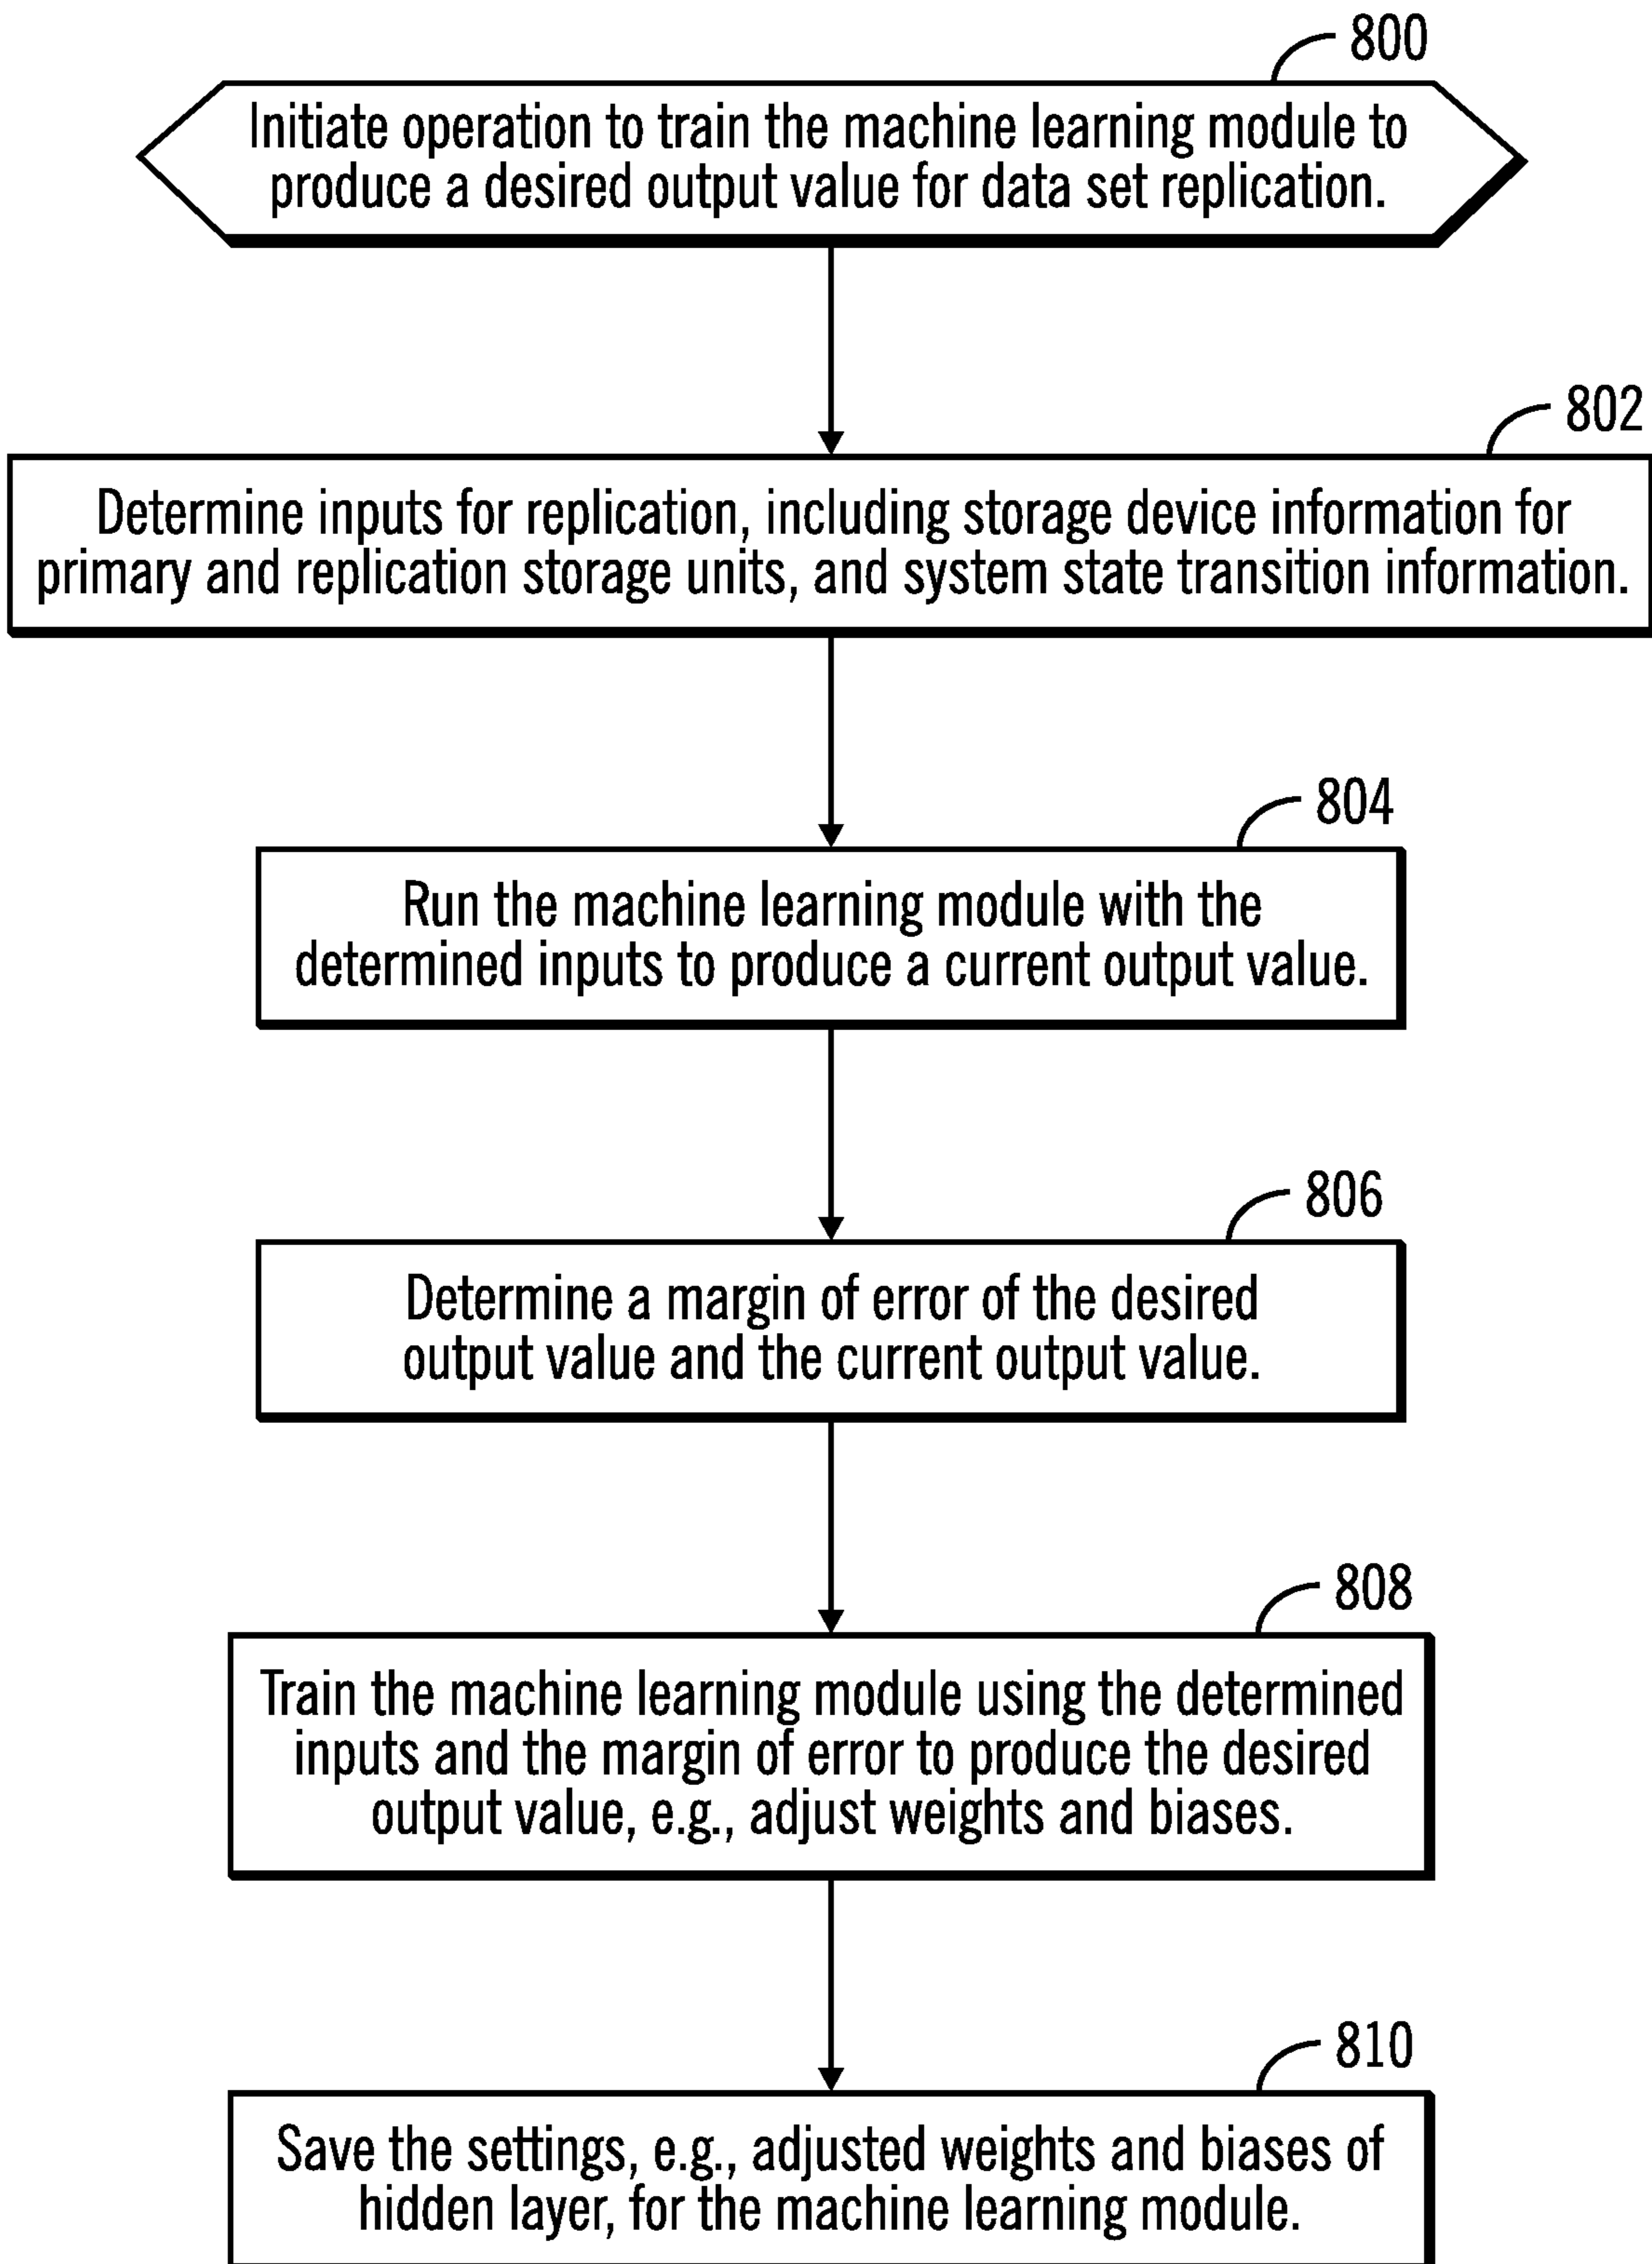 800
Initiate operation to train the machine learning module to
produce a desired output value for data set replication.
802
Determine inputs for replication, including storage device information for
primary and replication storage units, and system state transition information.
804
Run the machine learning module with the
determined inputs to produce a current output value.
806
Determine a margin of error of the desired
output value and the current output value.
808
Train the machine learning module using the determined
inputs and the margin of error to produce the desired
output value, e.g., adjust weights and biases.
810
Save the settings, e.g., adjusted weights and biases of
hidden layer, for the machine learning module.